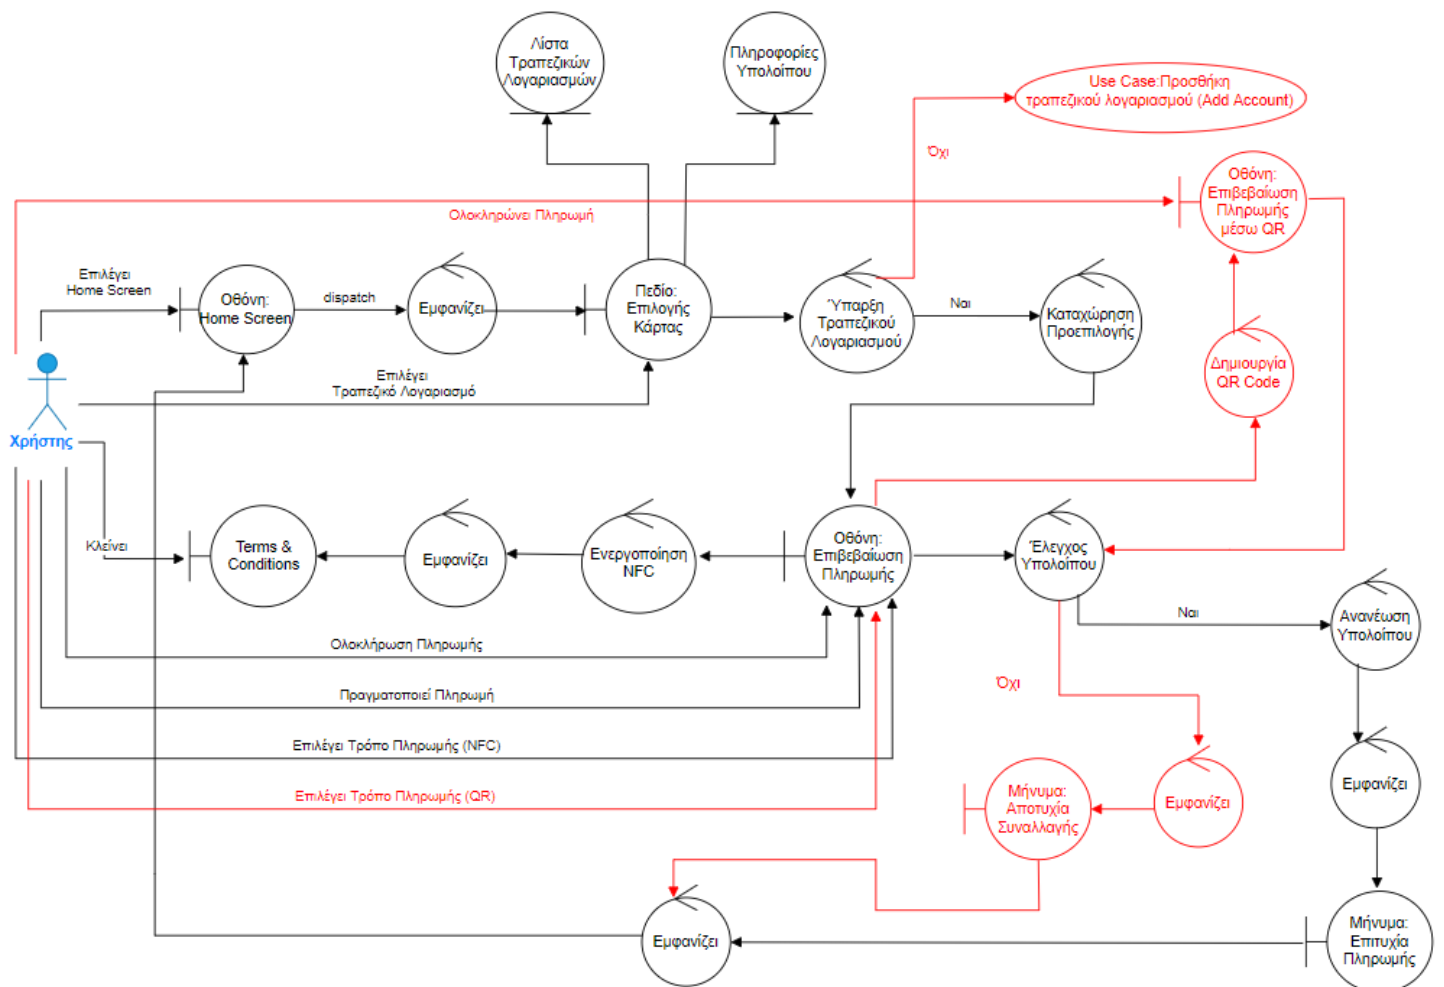 Λίστα
Τραπεζικών
Λογαριασμών
Πληροφορίες
Υπολοίπου
Use Case:Προσθήκη
τραπεζικού λογαριασμού (Add Account)
Όχι
Οθόνη:
Επιβεβαίωση
Πληρωμής
μέσω QR
Ολοκληρώνει Πληρωμή
Επιλέγει
Home Screen
Οθόνη:
Home Screen
dispatch
Εμφανίζει
Πεδίο:
Επιλογής
Κάρτας
Ύπαρξη
Τραπεζικού
Λογαριασμού
Ναι
Καταχώρηση
Προεπιλογής
Δημιουργία
QR Code
Επιλέγει
Τραπεζικό Λογαριασμό
Χρήστης
Κλείνει
Terms &
Conditions
Εμφανίζει
Ενεργοποίηση
NFC
Οθόνη:
Επιβεβαίωση
Πληρωμής
Έλεγχος
Υπολοίπου
Ναι
Ανανέωση
Υπολοίπου
Ολοκλήρωση Πληρωμής
Πραγματοποιεί Πληρωμή
Όχι
Επιλέγει Τρόπο Πληρωμής (NFC)
Επιλέγει Τρόπο Πληρωμής (QR)
Μήνυμα:
Αποτυχία
Συναλλαγής
Εμφανίζει
Εμφανίζει
Εμφανίζει
Μήνυμα:
Επιτυχία
Πληρωμής